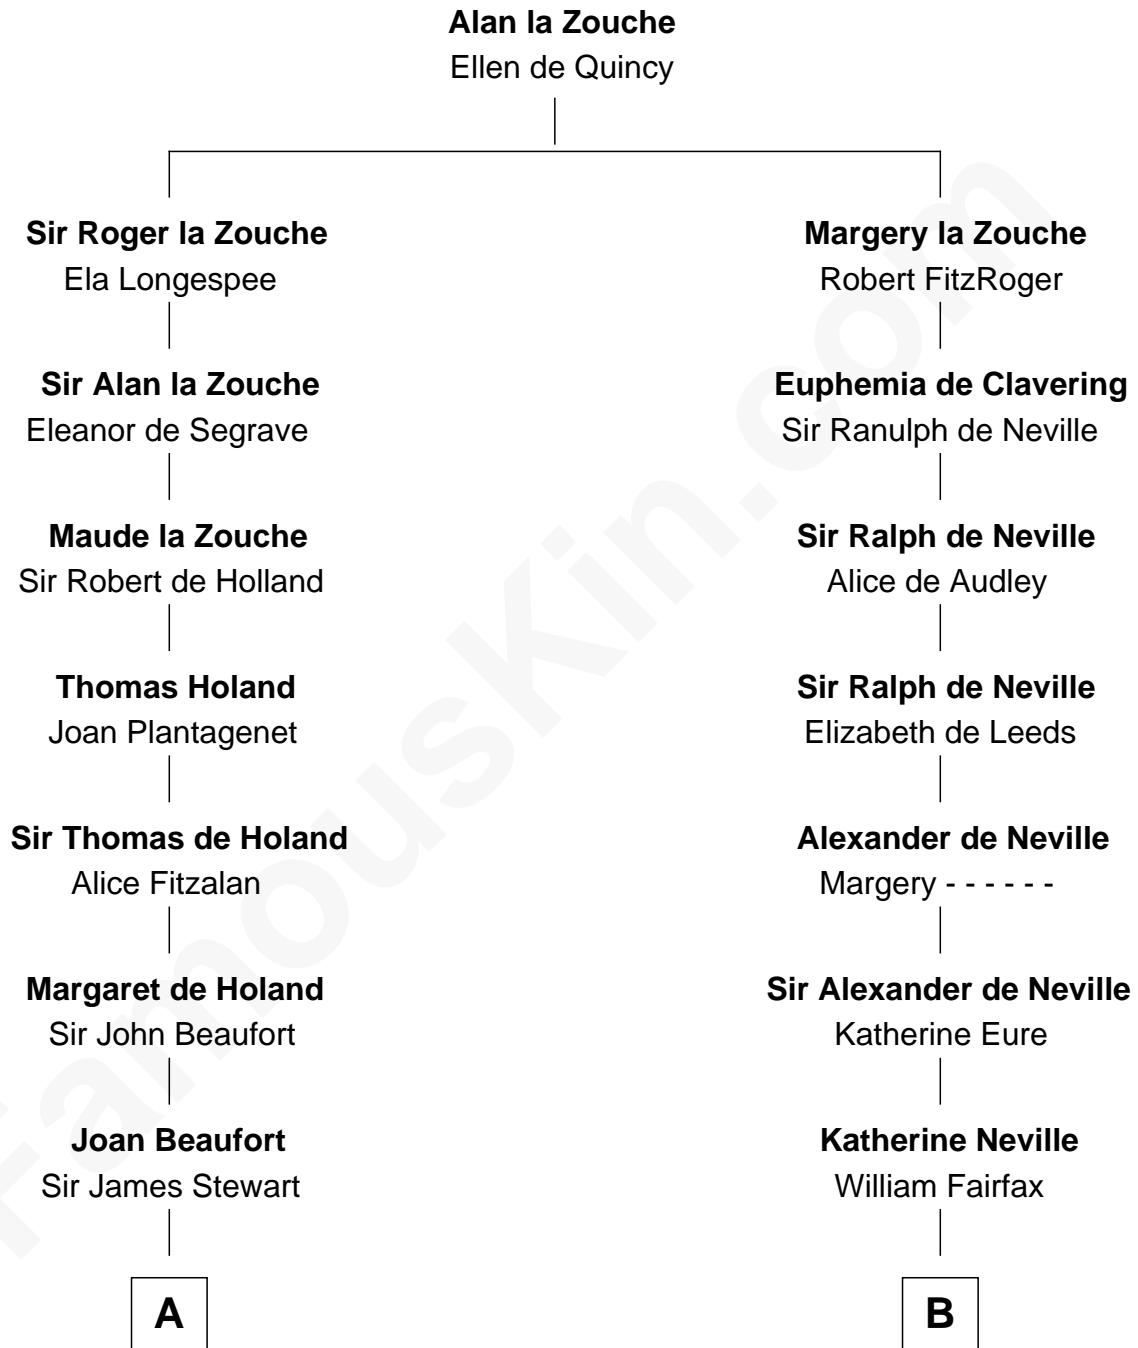 Alan la Zouche
Ellen de Quincy
Sir Roger la Zouche
Ela Longespee
Margery la Zouche
Robert FitzRoger
Sir Alan la Zouche
Eleanor de Segrave
Euphemia de Clavering
Sir Ranulph de Neville
Maude la Zouche
Sir Robert de Holland
Sir Ralph de Neville
Alice de Audley
Thomas Holand
Joan Plantagenet
Sir Ralph de Neville
Elizabeth de Leeds
Sir Thomas de Holand
Alice Fitzalan
Alexander de Neville
Margery - - - - - -
Margaret de Holand
Sir John Beaufort
Sir Alexander de Neville
Katherine Eure
Joan Beaufort
Sir James Stewart
Katherine Neville
William Fairfax
A
B
FamousKin.com